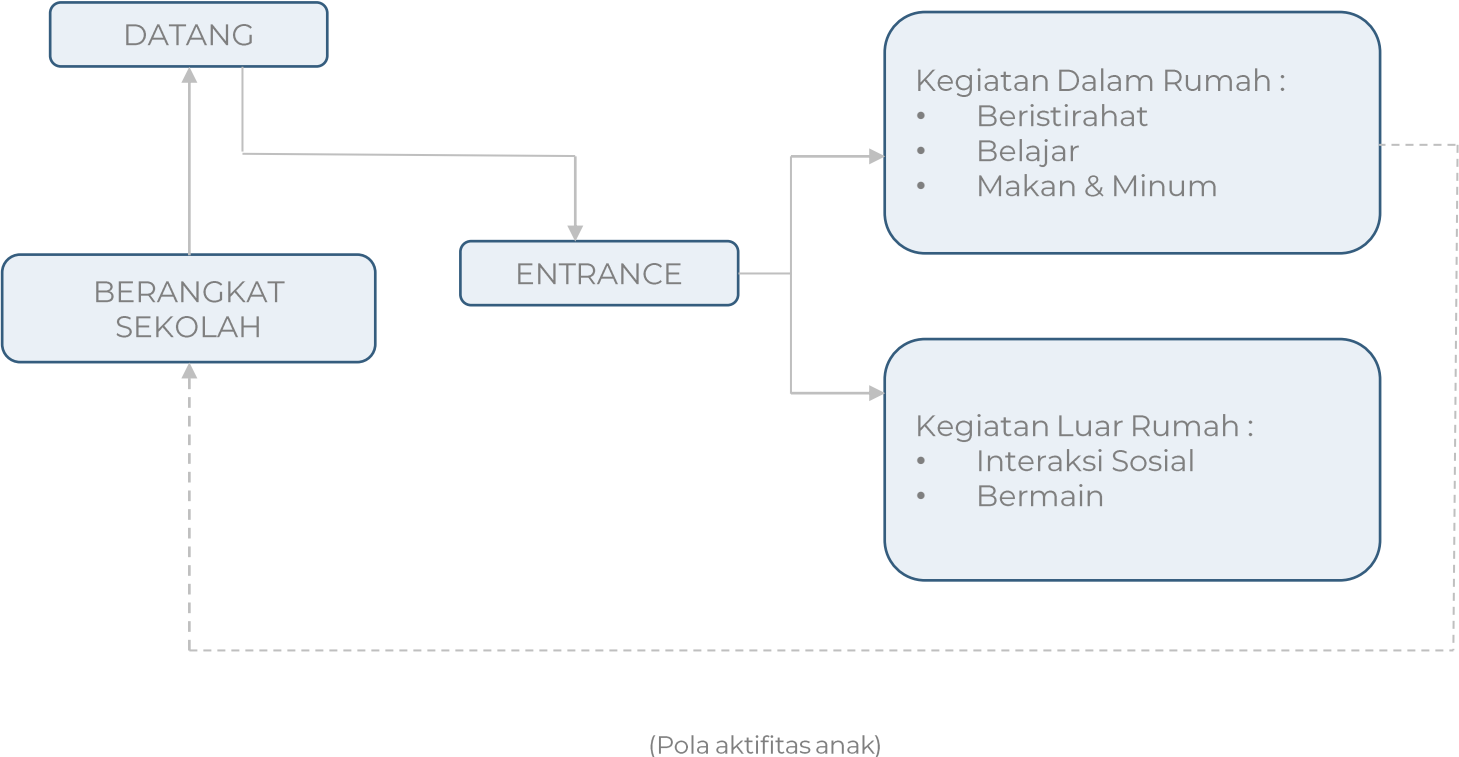 DATANG
BERANGKAT
SEKOLAH
ENTRANCE
Kegiatan Dalam Rumah :
• Beristirahat
• Belajar
• Makan & Minum
Kegiatan Luar Rumah :
• Interaksi Sosial
• Bermain
(Pola aktifitas anak)